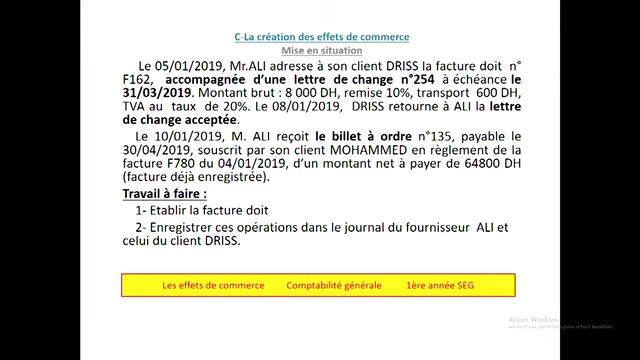 C-La création des effets de commerce
Mise en situation
Le 05/01/2019, Mr.ALI adresse à son client DRISS la facture doit n°
F162, accompagnée d’une lettre de change n°254 à échéance le
31/03/2019. Montant brut : 8 000 DH, remise 10%, transport 600 DH,
TVA au taux de 20%. Le 08/01/2019, DRISS retourne à ALI la lettre
de change acceptée.
Le 10/01/2019, M. ALI reçoit le billet à ordre n°135, payable le
30/04/2019, souscrit par son client MOHAMMED en règlement de la
facture F780 du 04/01/2019, d’un montant net à payer de 64800 DH
(facture déjà enregistrée).
Travail à faire :
1- Etablir la facture doit
2- Enregistrer ces opérations dans le journal du fournisseur ALI et
celui du client DRISS.
Les effets de commerce Comptabilité générale 1ère année SEG
Activer Windows
Accédez aux paramètres pour activer Windows.